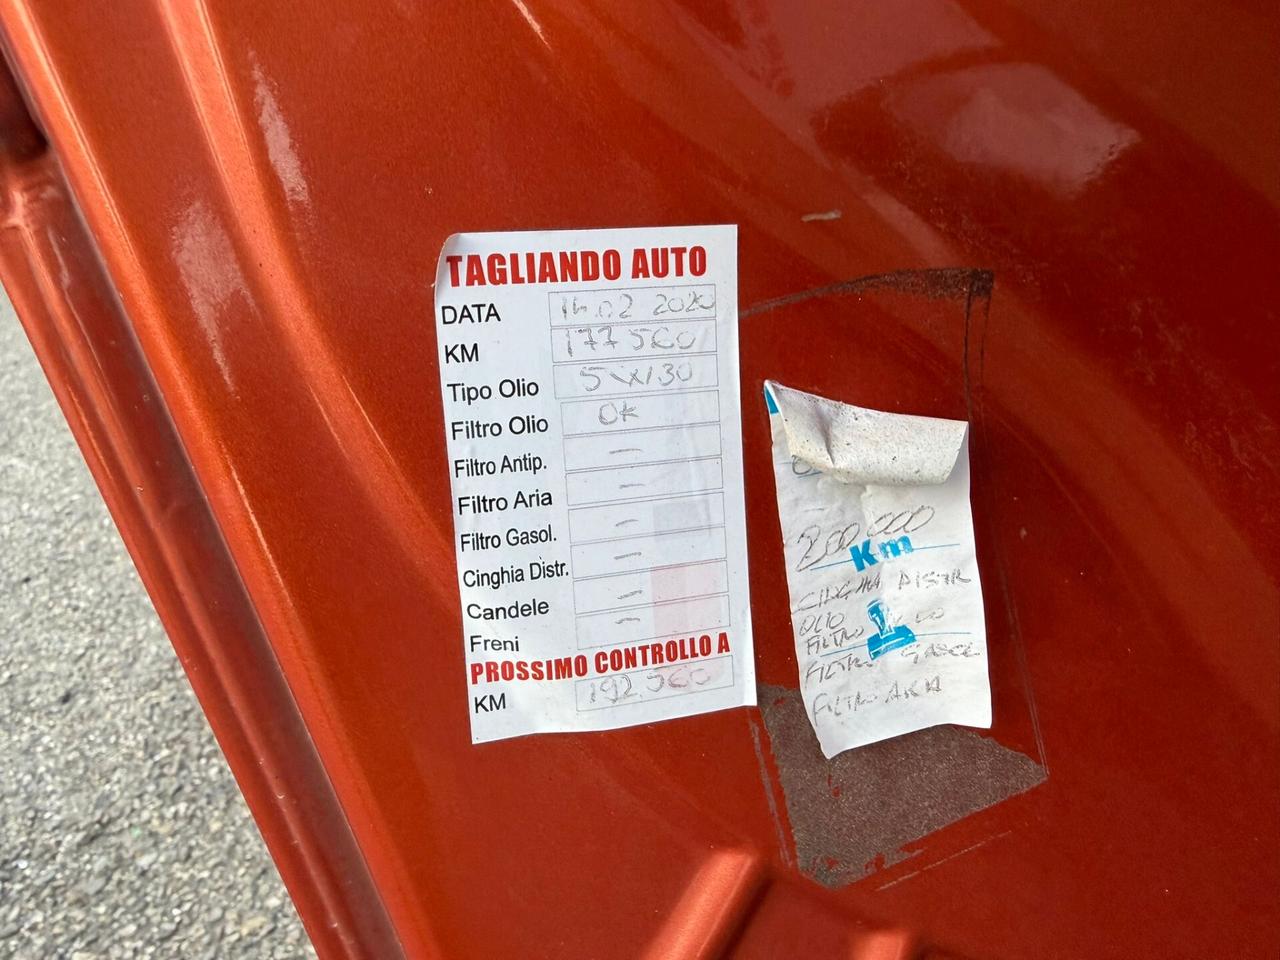 TAGLIANDO AUTO
DATA 14.02 2020
KM 177 560
Tipo Olio 5W/30
Filtro Olio OK
Filtro Antip. —
Filtro Aria —
Filtro Gasol. —
Cinghia Distr. —
Candele —
Freni —
PROSSIMO CONTROLLO A
KM 192.560
200.000
Km
CINGHIA DISTR
OLIO
FILTRO
FILTRO GASOL
FILTRO ARIA